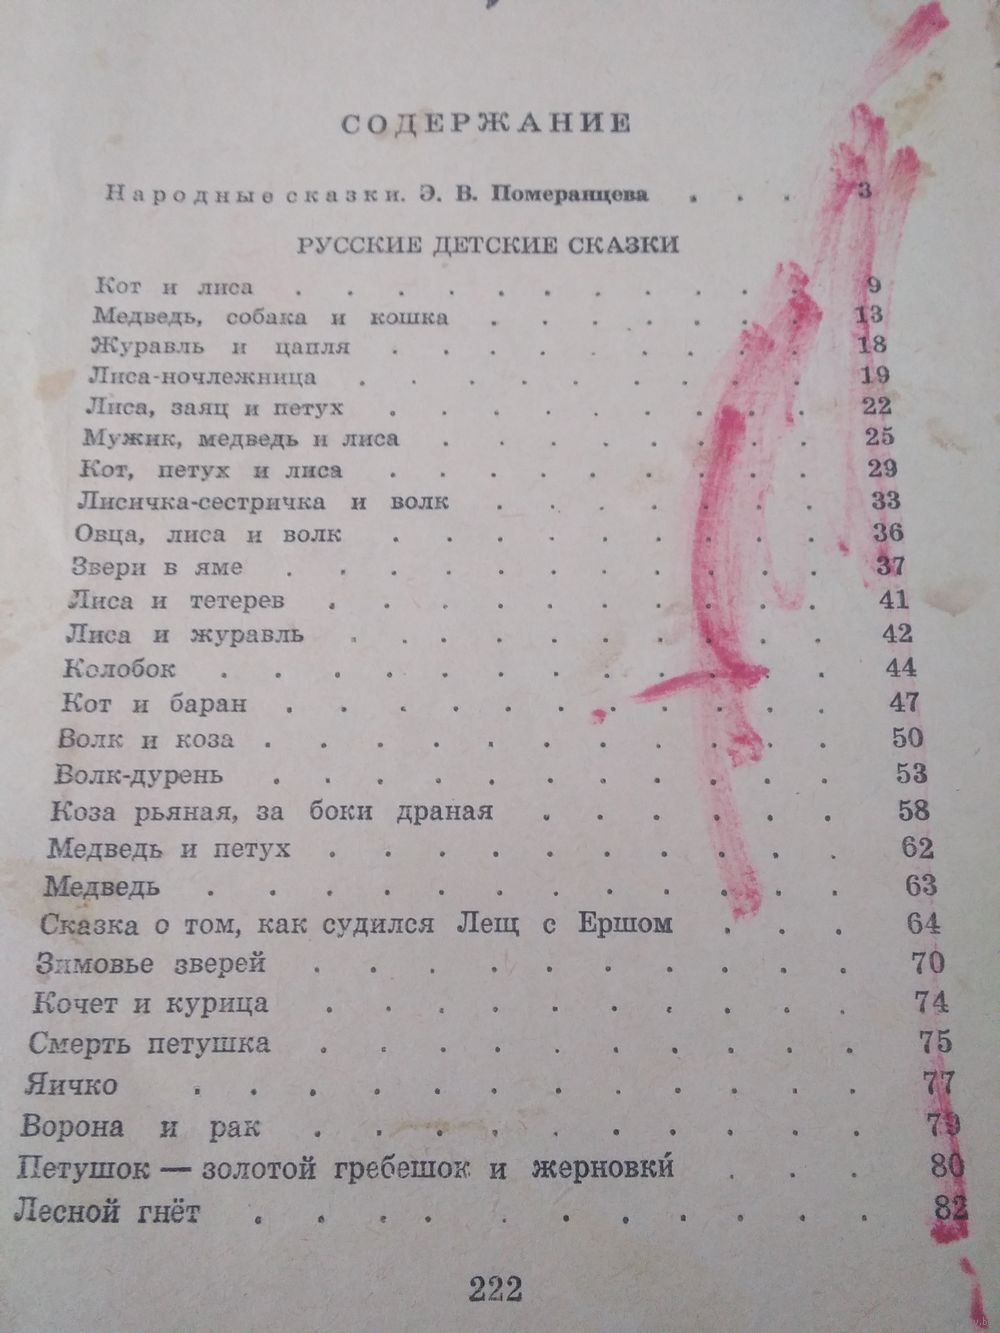 СОДЕРЖАНИЕ
Народные сказки. Э. В. Померанцева . . . 3
РУССКИЕ ДЕТСКИЕ СКАЗКИ
Кот и лиса . . . . . . . . . . . 9
Медведь, собака и кошка . . . . . . . 13
Журавль и цапля . . . . . . . . . 18
Лиса-ночлежница . . . . . . . . . 19
Лиса, заяц и петух . . . . . . . . . 22
Мужик, медведь и лиса . . . . . . . . 25
Кот, петух и лиса . . . . . . . . . 29
Лисичка-сестричка и волк . . . . . . . 33
Овца, лиса и волк . . . . . . . . . 36
Звери в яме . . . . . . . . . . . 37
Лиса и тетерев . . . . . . . . . . 41
Лиса и журавль . . . . . . . . . . 42
Колобок . . . . . . . . . . . . 44
Кот и баран . . . . . . . . . . . 47
Волк и коза . . . . . . . . . . . 50
Волк-дурень . . . . . . . . . . . 53
Коза рьяная, за боки драная . . . . . . 58
Медведь и петух . . . . . . . . . . 62
Медведь . . . . . . . . . . . . 63
Сказка о том, как судился Лещ с Ершом . . . 64
Зимовье зверей . . . . . . . . . . 70
Кочет и курица . . . . . . . . . . 74
Смерть петушка . . . . . . . . . . 75
Яичко . . . . . . . . . . . . 77
Ворона и рак . . . . . . . . . . 79
Петушок — золотой гребешок и жерновки́ . . . 80
Лесной гнёт . . . . . . . . . . . 82
222